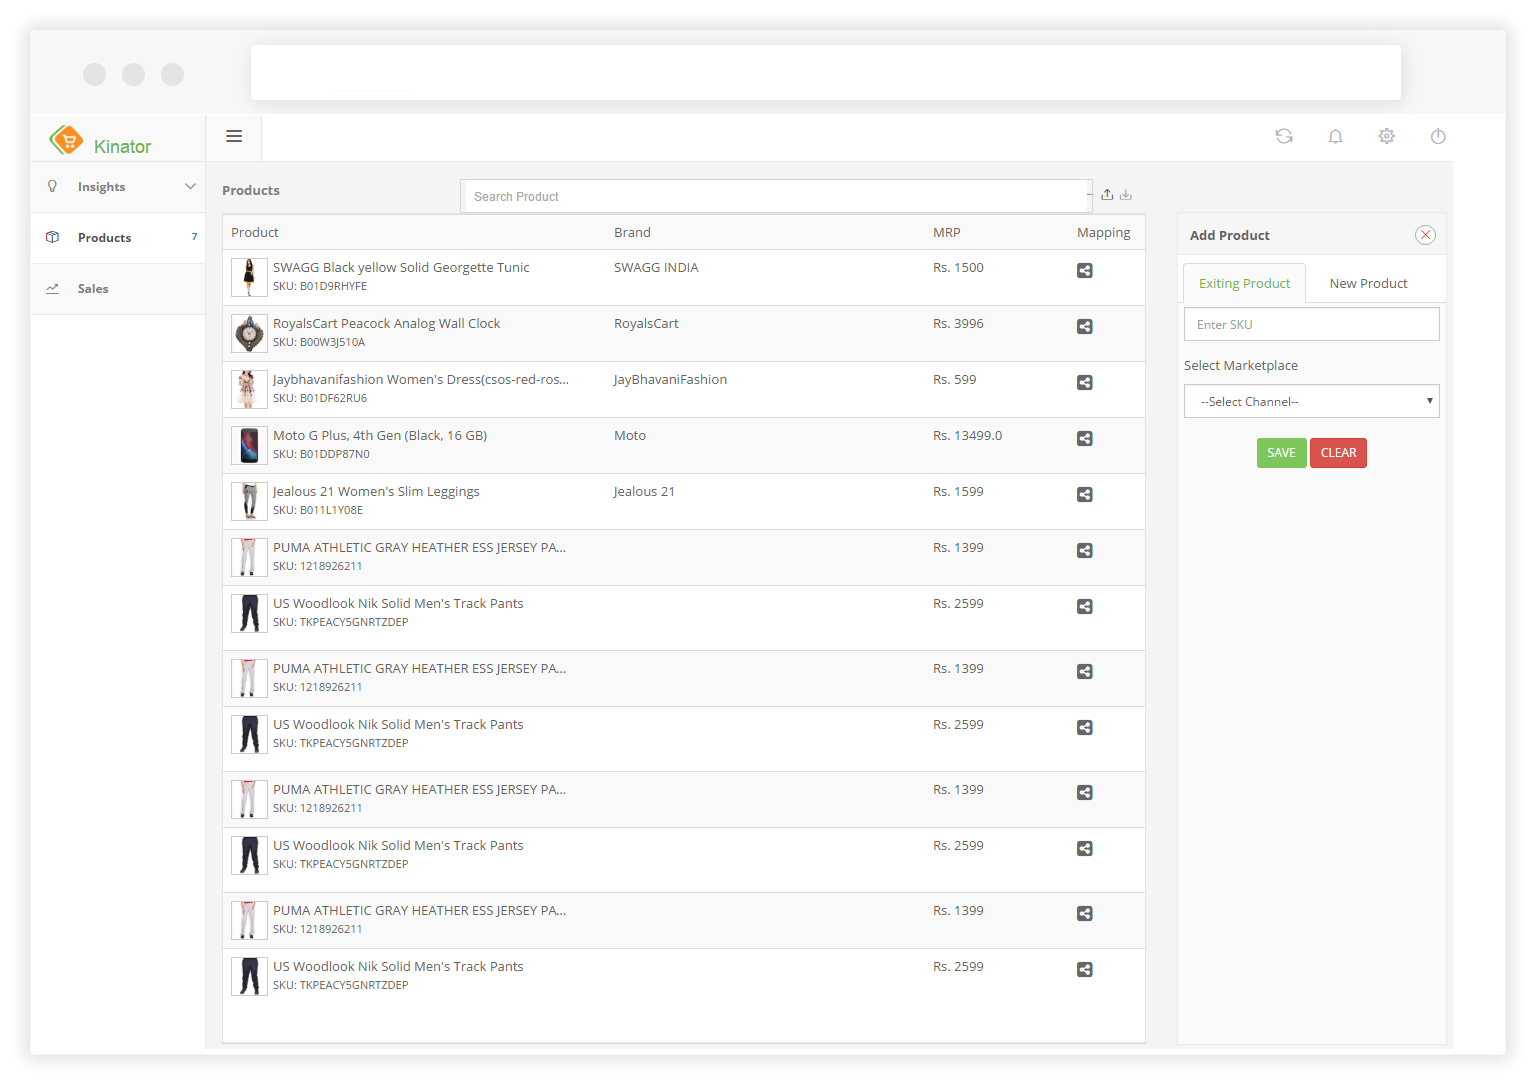 Kinator
Insights
Products 7
Sales
Products
Search Product
Product Brand MRP Mapping
SWAGG Black yellow Solid Georgette Tunic SWAGG INDIA Rs. 1500
SKU: B01D9RHYFE
RoyalsCart Peacock Analog Wall Clock RoyalsCart Rs. 3996
SKU: B00W3J510A
Jaybhavanifashion Women's Dress(csos-red-ros... JayBhavaniFashion Rs. 599
SKU: B01DF62RU6
Moto G Plus, 4th Gen (Black, 16 GB) Moto Rs. 13499.0
SKU: B01DDP87N0
Jealous 21 Women's Slim Leggings Jealous 21 Rs. 1599
SKU: B011L1Y08E
PUMA ATHLETIC GRAY HEATHER ESS JERSEY PA... Rs. 1399
SKU: 1218926211
US Woodlook Nik Solid Men's Track Pants Rs. 2599
SKU: TKPEACY5GNRTZDEP
PUMA ATHLETIC GRAY HEATHER ESS JERSEY PA... Rs. 1399
SKU: 1218926211
US Woodlook Nik Solid Men's Track Pants Rs. 2599
SKU: TKPEACY5GNRTZDEP
PUMA ATHLETIC GRAY HEATHER ESS JERSEY PA... Rs. 1399
SKU: 1218926211
US Woodlook Nik Solid Men's Track Pants Rs. 2599
SKU: TKPEACY5GNRTZDEP
PUMA ATHLETIC GRAY HEATHER ESS JERSEY PA... Rs. 1399
SKU: 1218926211
US Woodlook Nik Solid Men's Track Pants Rs. 2599
SKU: TKPEACY5GNRTZDEP
Add Product
Exiting Product New Product
Enter SKU
Select Marketplace
--Select Channel--
SAVE CLEAR